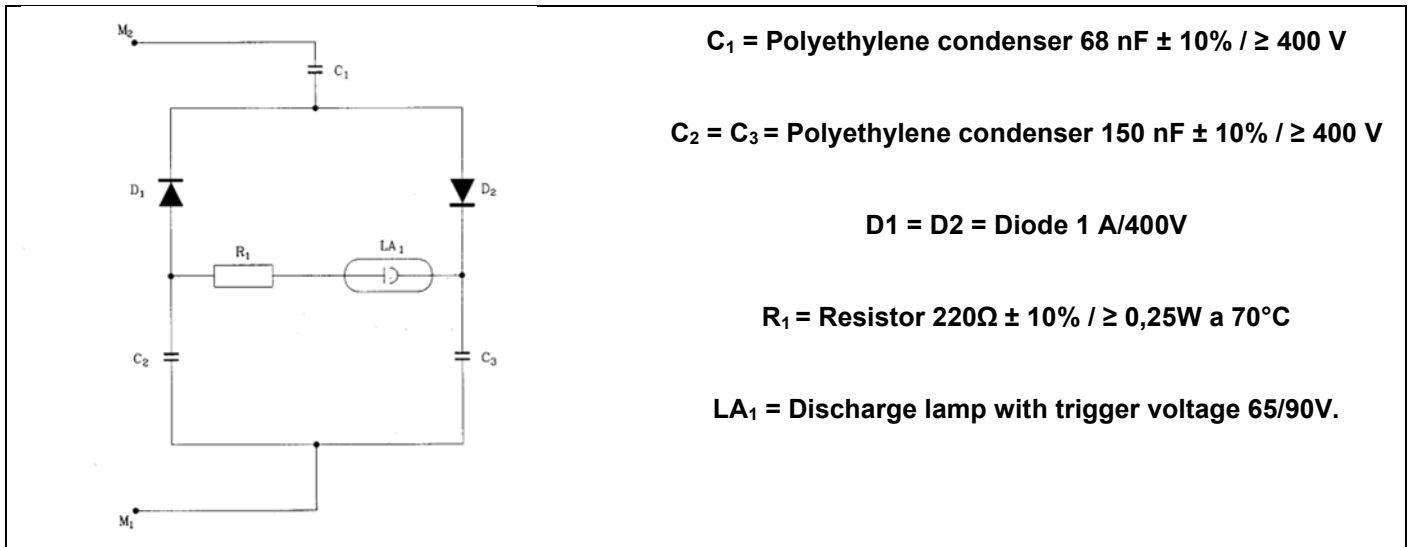 M₂
C₁
D₁
D₂
R₁
LA₁
C₂
C₃
M₁
C₁ = Polyethylene condenser 68 nF ± 10% / ≥ 400 V
C₂ = C₃ = Polyethylene condenser 150 nF ± 10% / ≥ 400 V
D1 = D2 = Diode 1 A/400V
R₁ = Resistor 220Ω ± 10% / ≥ 0,25W a 70°C
LA₁ = Discharge lamp with trigger voltage 65/90V.